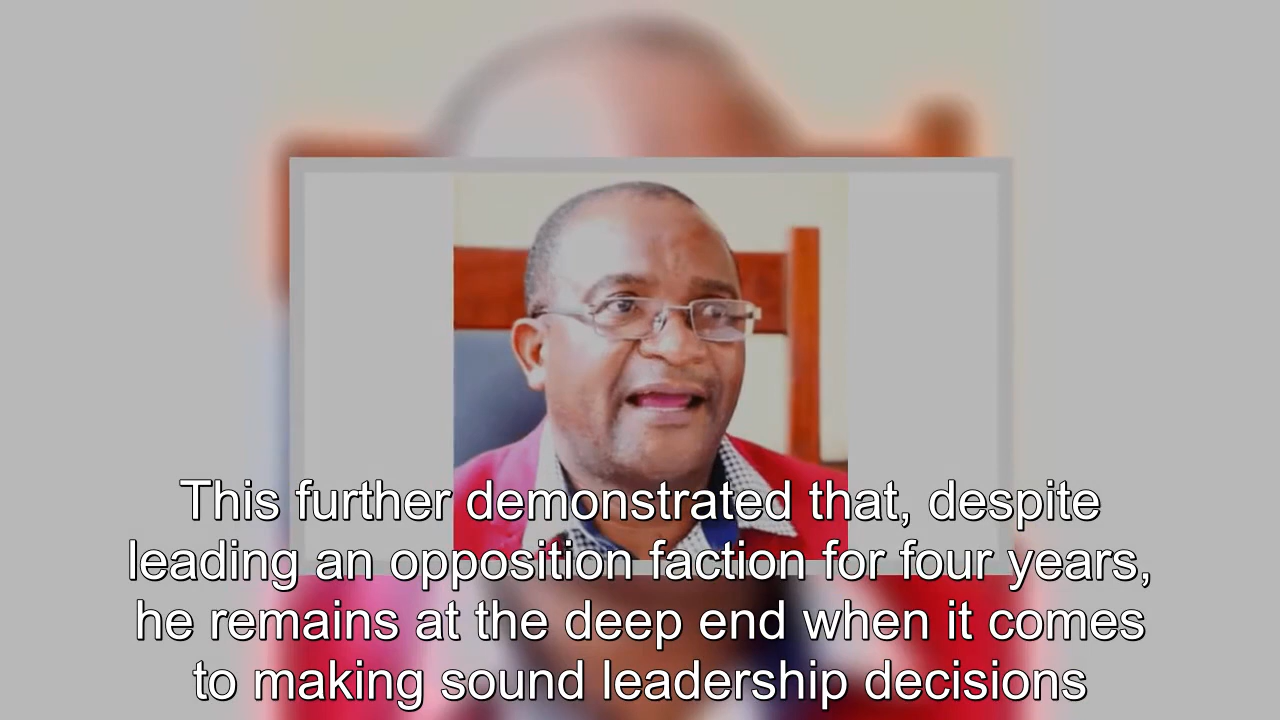 This further demonstrated that, despite
leading an opposition faction for four years,
he remains at the deep end when it comes
to making sound leadership decisions